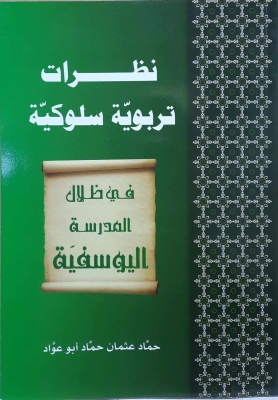 نظرات
تربويّة سلوكيّة
في ظلال
المدرسة
اليوسفيّة
حمّاد عثمان حمّاد أبو عوّاد